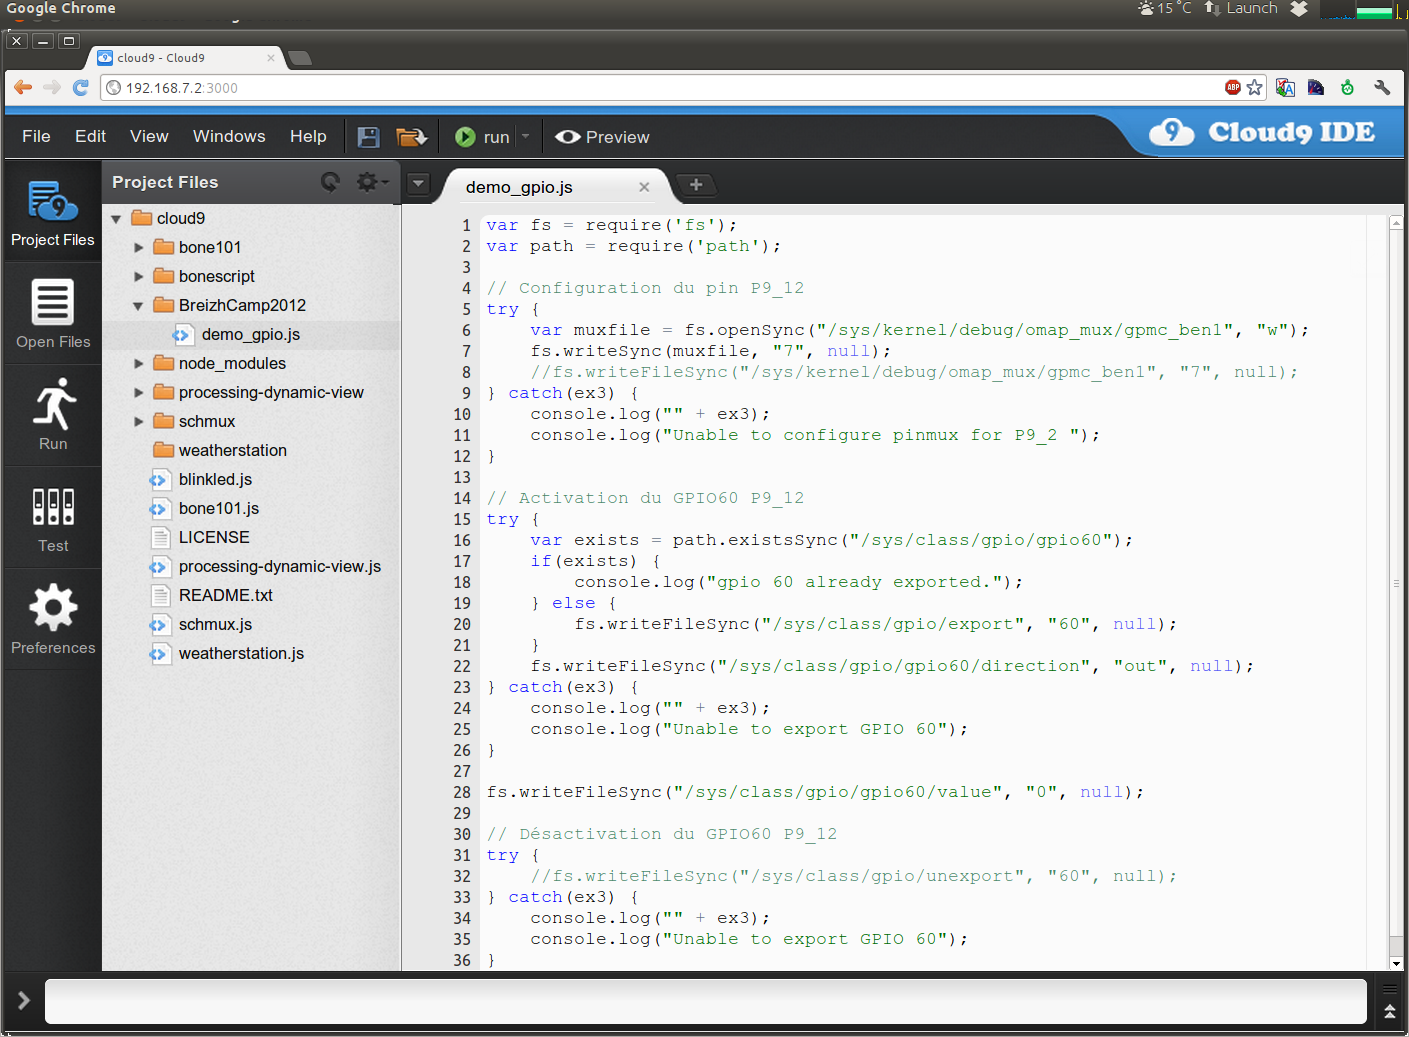 Google Chrome
15 °C Launch
cloud9 - Cloud9
192.168.7.2:3000
ABP
File Edit View Windows Help run Preview Cloud9 IDE
Project Files
demo_gpio.js
Project Files
Open Files
Run
Test
Preferences
cloud9
bone101
bonescript
BreizhCamp2012
demo_gpio.js
node_modules
processing-dynamic-view
schmux
weatherstation
blinkled.js
bone101.js
LICENSE
processing-dynamic-view.js
README.txt
schmux.js
weatherstation.js
1 var fs = require('fs');
2 var path = require('path');
3
4 // Configuration du pin P9_12
5 try {
6     var muxfile = fs.openSync("/sys/kernel/debug/omap_mux/gpmc_ben1", "w");
7     fs.writeSync(muxfile, "7", null);
8     //fs.writeFileSync("/sys/kernel/debug/omap_mux/gpmc_ben1", "7", null);
9 } catch(ex3) {
10     console.log("" + ex3);
11     console.log("Unable to configure pinmux for P9_2 ");
12 }
13
14 // Activation du GPIO60 P9_12
15 try {
16     var exists = path.existsSync("/sys/class/gpio/gpio60");
17     if(exists) {
18         console.log("gpio 60 already exported.");
19     } else {
20         fs.writeFileSync("/sys/class/gpio/export", "60", null);
21     }
22     fs.writeFileSync("/sys/class/gpio/gpio60/direction", "out", null);
23 } catch(ex3) {
24     console.log("" + ex3);
25     console.log("Unable to export GPIO 60");
26 }
27
28 fs.writeFileSync("/sys/class/gpio/gpio60/value", "0", null);
29
30 // Désactivation du GPIO60 P9_12
31 try {
32     //fs.writeFileSync("/sys/class/gpio/unexport", "60", null);
33 } catch(ex3) {
34     console.log("" + ex3);
35     console.log("Unable to export GPIO 60");
36 }